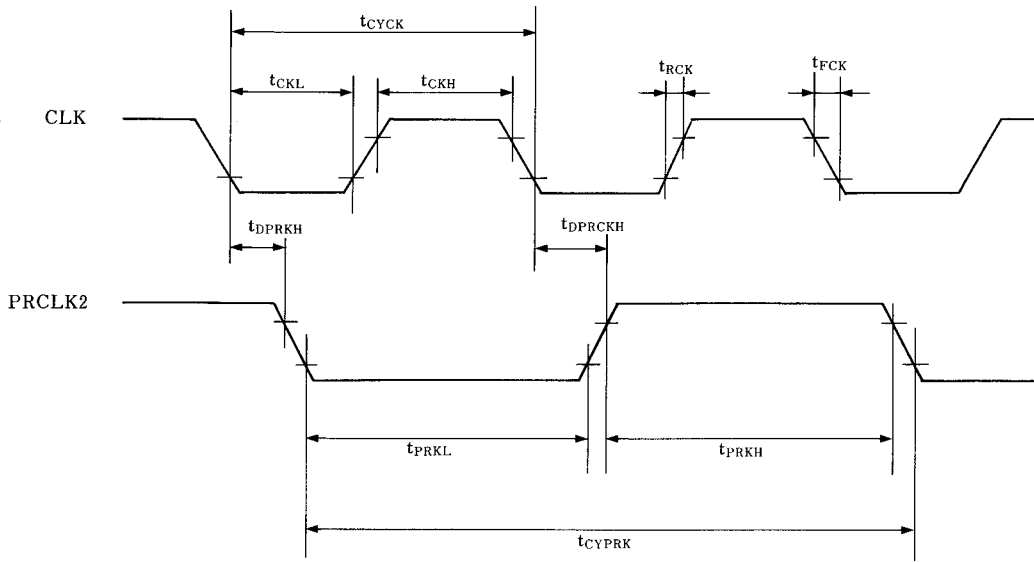 tCYCK
tCKL
tCKH
tRCK
tFCK
CLK
tDPRKH
tDPRCKH
PRCLK2
tPRKL
tPRKH
tCYPRK